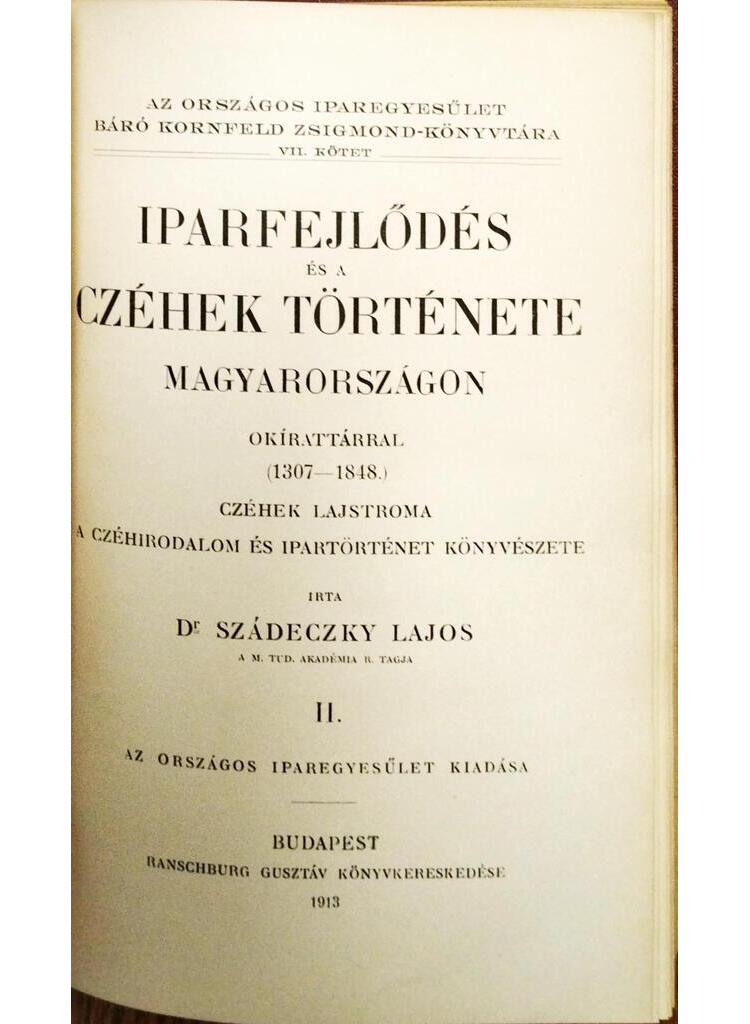 AZ ORSZÁGOS IPAREGYESŰLET
BÁRÓ KORNFELD ZSIGMOND-KÖNYVTÁRA
VII. KÖTET
IPARFEJLŐDÉS
ÉS A
CZÉHEK TÖRTÉNETE
MAGYARORSZÁGON
OKÍRATTÁRRAL
(1307—1848.)
CZÉHEK LAJSTROMA
A CZÉHIRODALOM ÉS IPARTÖRTÉNET KÖNYVÉSZETE
IRTA
Dr SZÁDECZKY LAJOS
A M. TUD. AKADÉMIA R. TAGJA
II.
AZ ORSZÁGOS IPAREGYESŰLET KIADÁSA
BUDAPEST
RANSCHBURG GUSZTÁV KÖNYVKERESKEDÉSE
1913